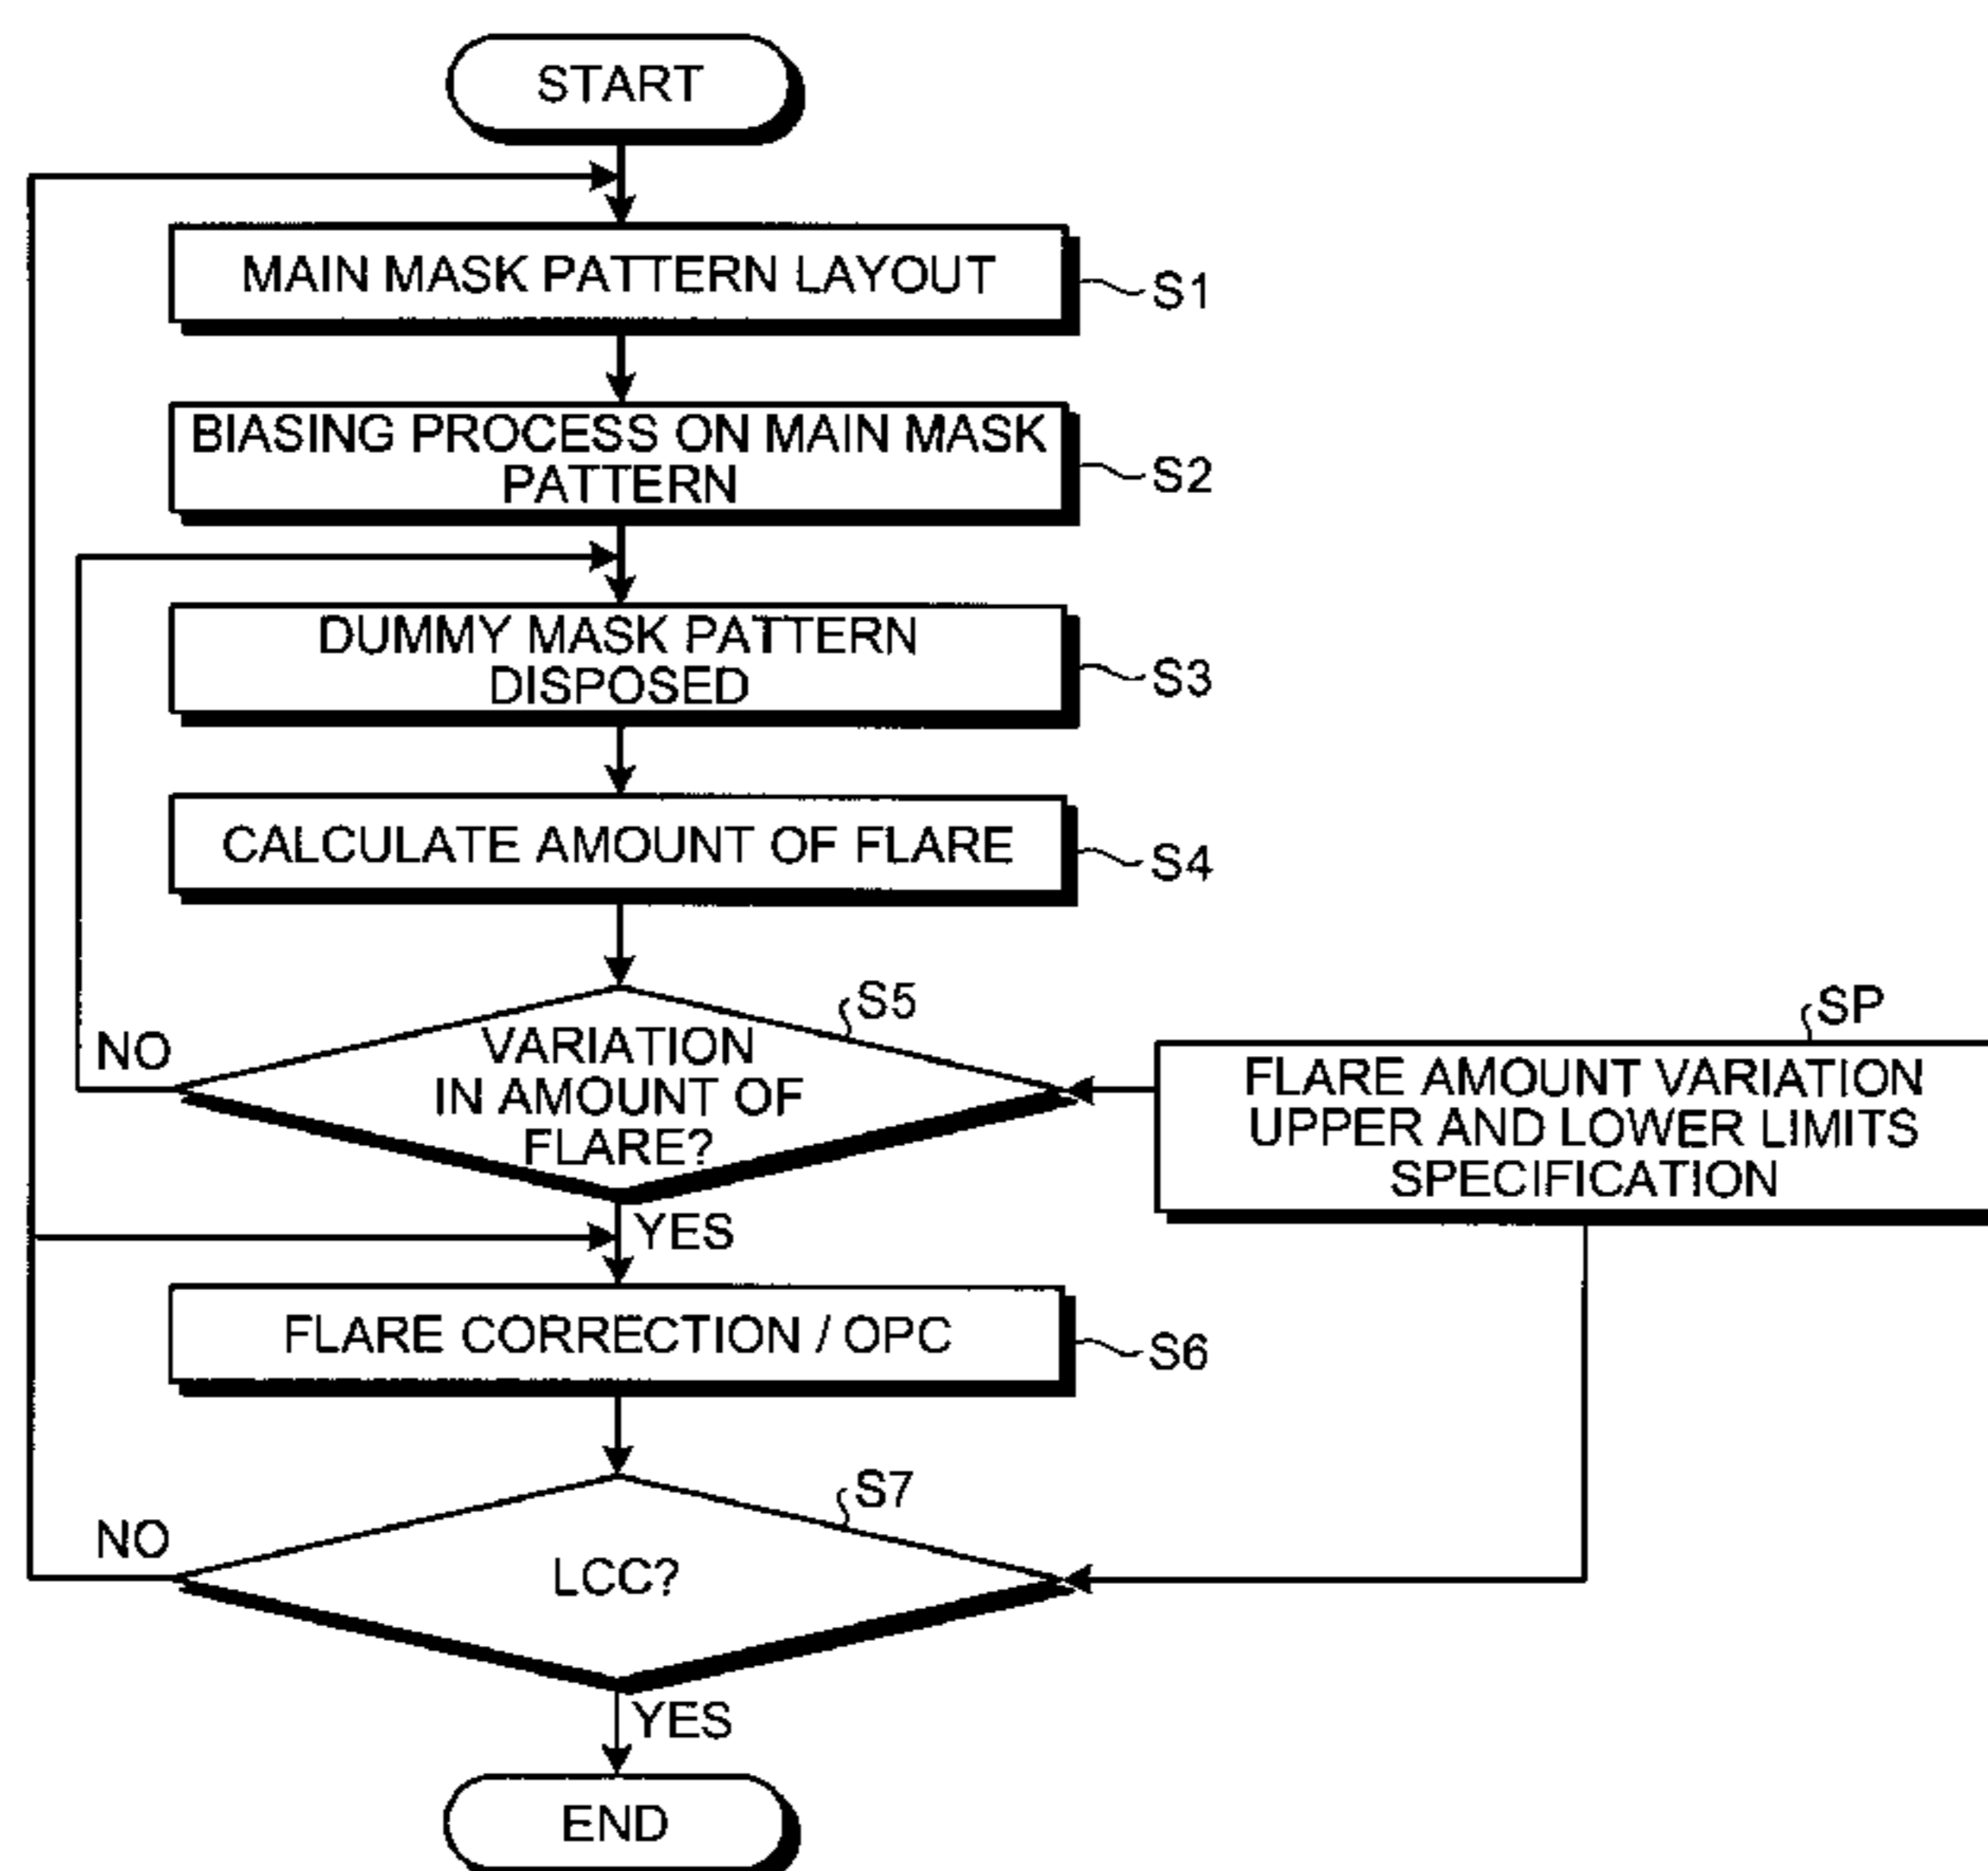 START
MAIN MASK PATTERN LAYOUT
S1
BIASING PROCESS ON MAIN MASK
PATTERN
S2
DUMMY MASK PATTERN
DISPOSED
S3
CALCULATE AMOUNT OF FLARE
S4
S5
VARIATION
IN AMOUNT OF
FLARE?
NO
YES
SP
FLARE AMOUNT VARIATION
UPPER AND LOWER LIMITS
SPECIFICATION
FLARE CORRECTION / OPC
S6
S7
LCC?
NO
YES
END